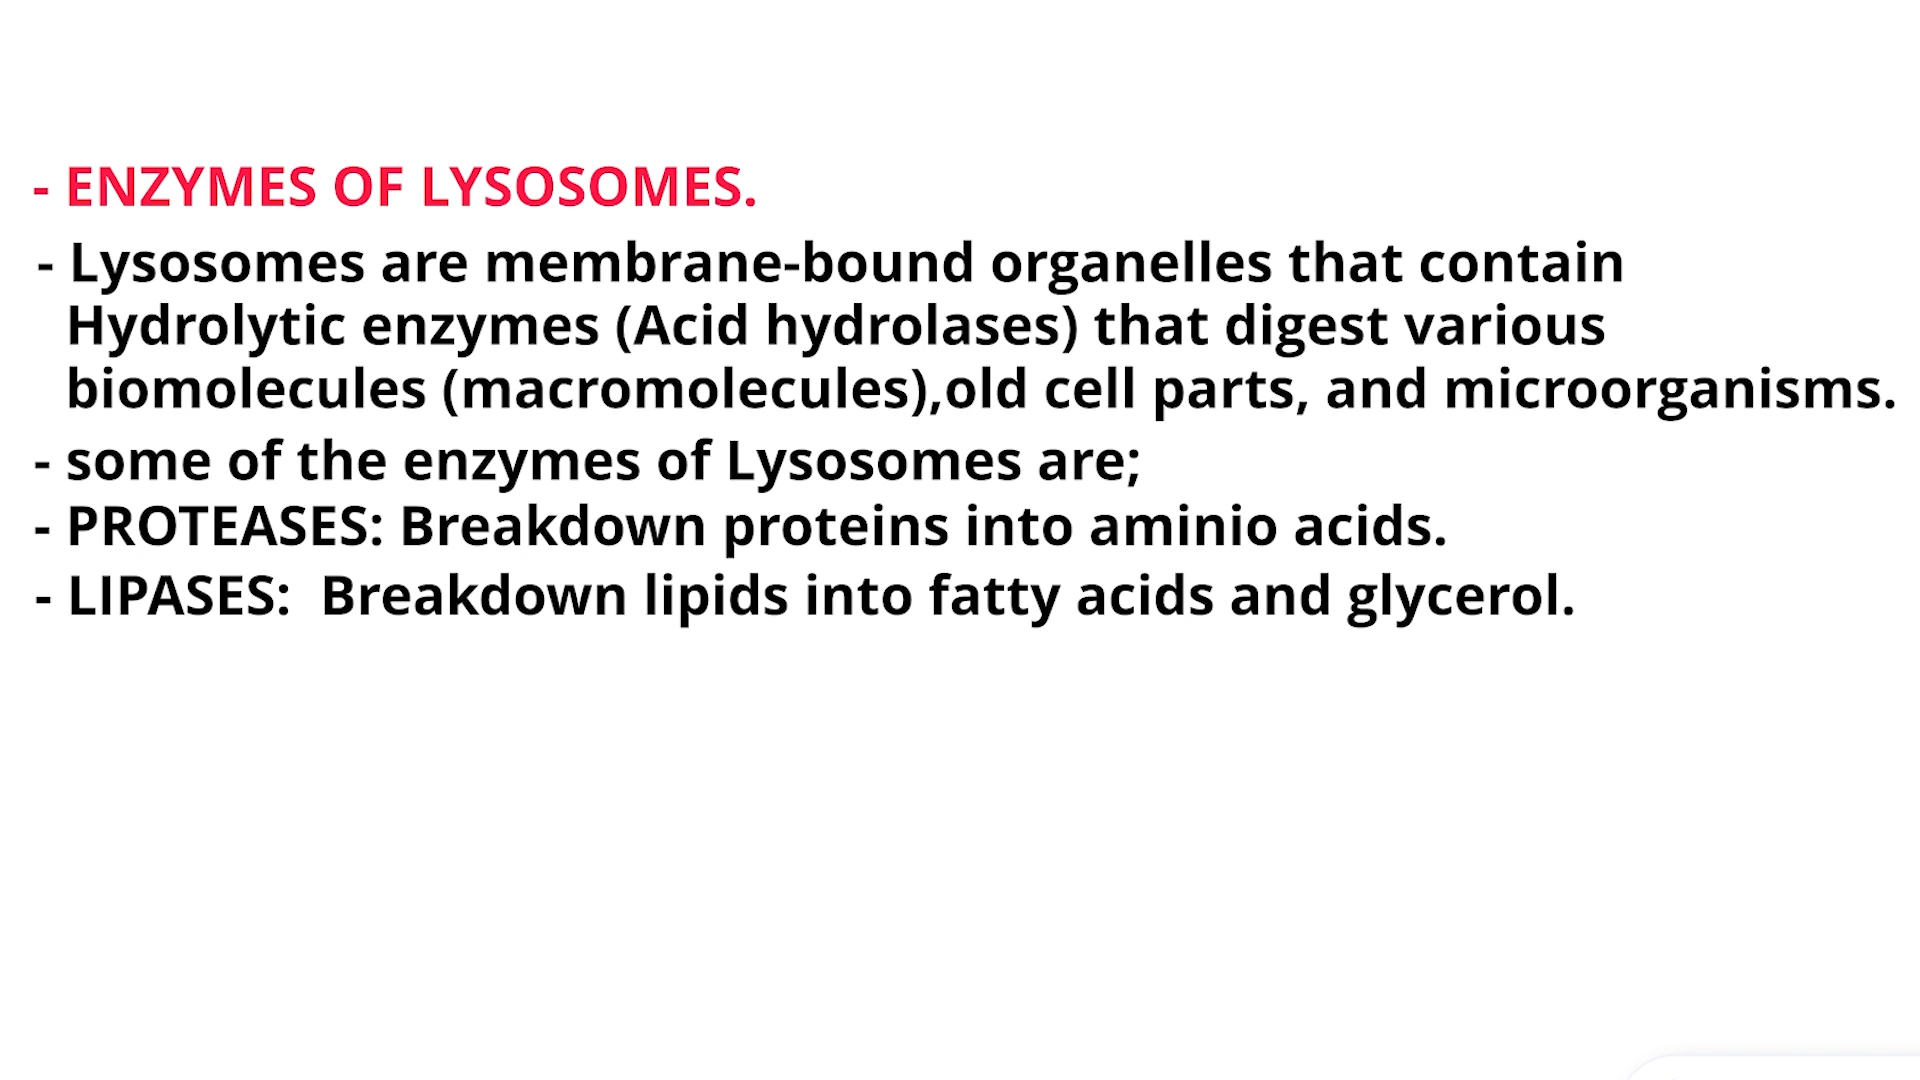 - ENZYMES OF LYSOSOMES.
- Lysosomes are membrane-bound organelles that contain
Hydrolytic enzymes (Acid hydrolases) that digest various
biomolecules (macromolecules),old cell parts, and microorganisms.
- some of the enzymes of Lysosomes are;
- PROTEASES: Breakdown proteins into aminio acids.
- LIPASES:  Breakdown lipids into fatty acids and glycerol.